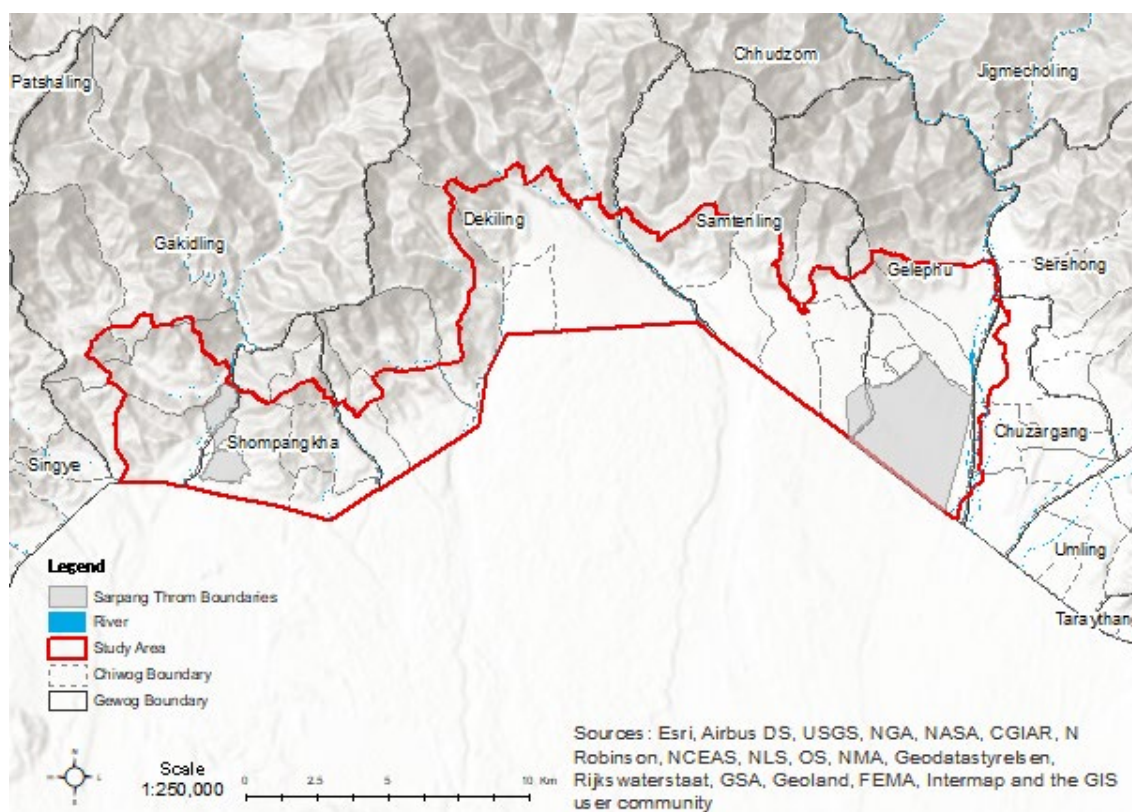 Chhudzom
Patshaling
Jigmecholing
Dekiling
Samtenling
Gakidling
Gelephu
Sershong
Shompangkha
Chuzargang
Singye
Umling
Taraythang
Legend
Sarpang Throm Boundaries
River
Study Area
Chiwog Boundary
Gewog Boundary
N
Scale
1:250,000
0 2.5 5 10 Km
Sources: Esri, Airbus DS, USGS, NGA, NASA, CGIAR, N
Robinson, NCEAS, NLS, OS, NMA, Geodatastyrelsen,
Rijkswaterstaat, GSA, Geoland, FEMA, Intermap and the GIS
user community